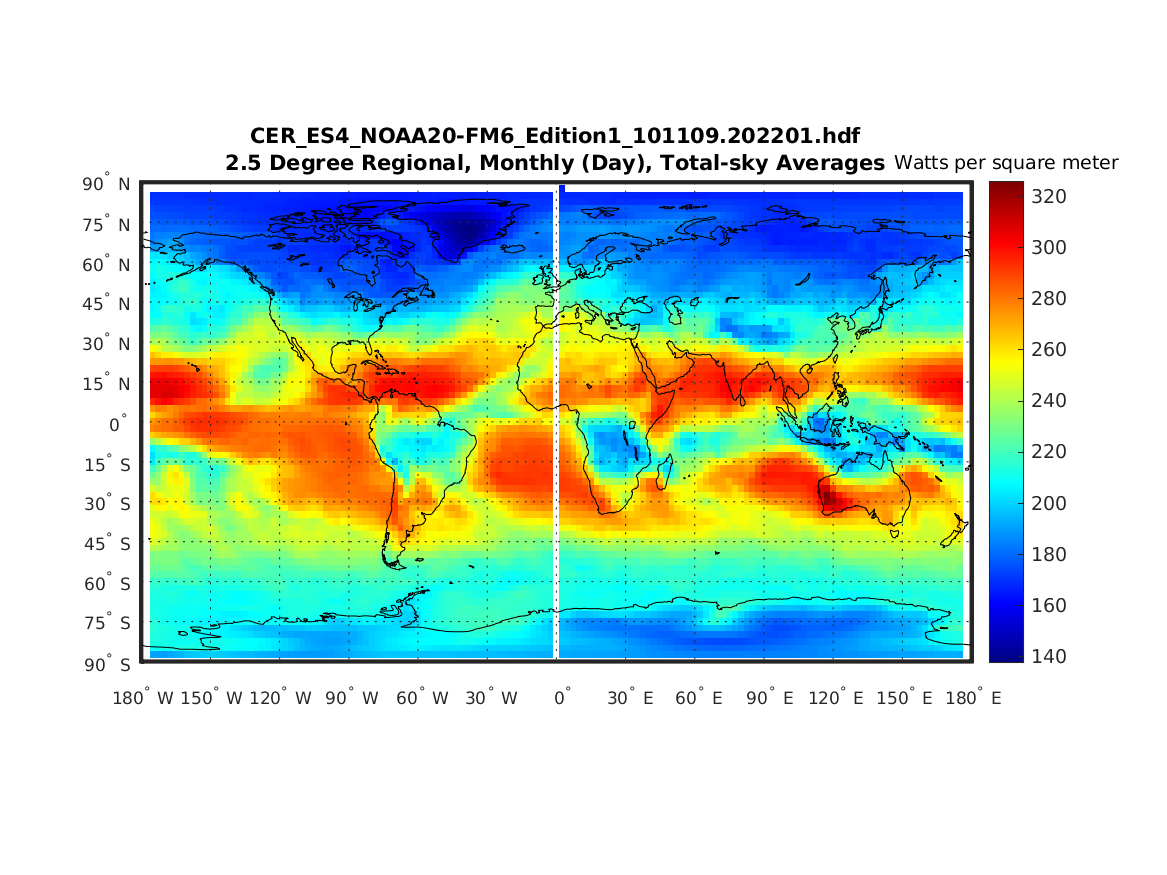 CER_ES4_NOAA20-FM6_Edition1_101109.202201.hdf
2.5 Degree Regional, Monthly (Day), Total-sky Averages
Watts per square meter
90° N
75° N
60° N
45° N
30° N
15° N
0°
15° S
30° S
45° S
60° S
75° S
90° S
180° W 150° W 120° W 90° W 60° W 30° W 0° 30° E 60° E 90° E 120° E 150° E 180° E
320
300
280
260
240
220
200
180
160
140